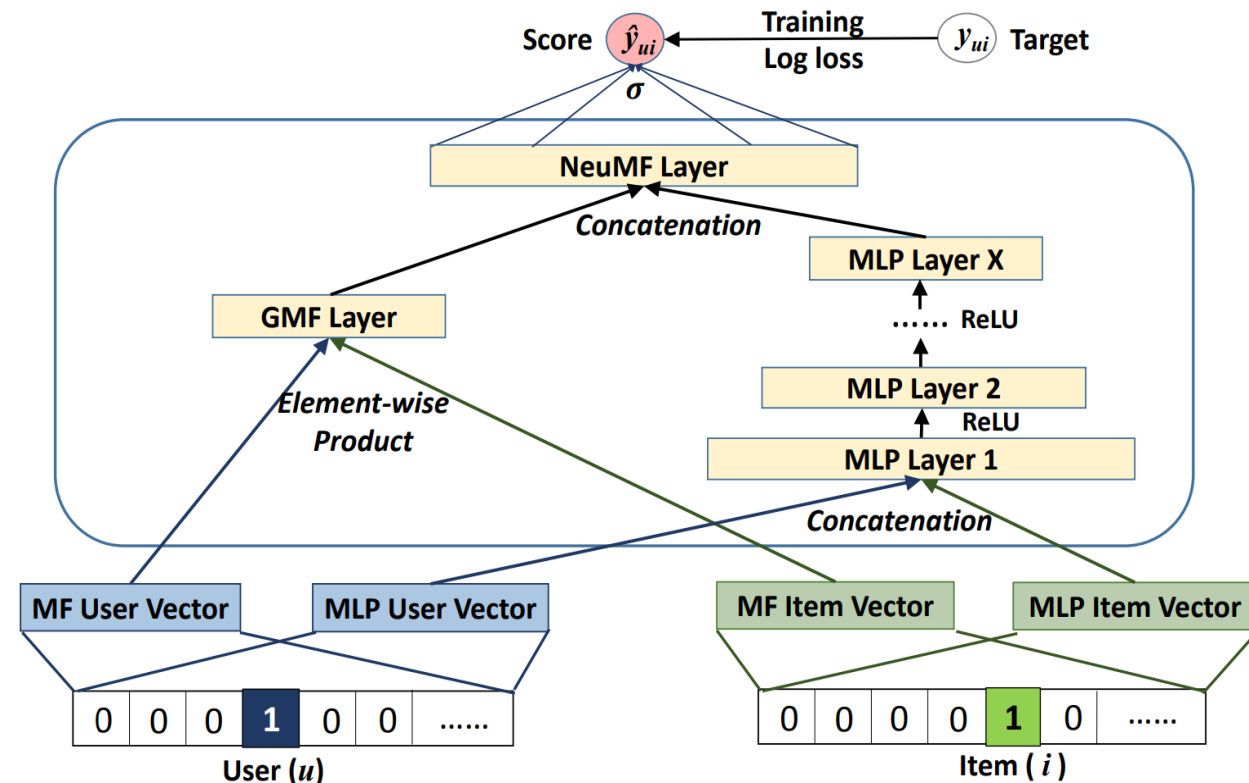 Score ŷui Training yui Target
Log loss
σ
NeuMF Layer
Concatenation
MLP Layer X
GMF Layer
...... ReLU
Element-wise
Product
MLP Layer 2
ReLU
MLP Layer 1
Concatenation
MF User Vector MLP User Vector MF Item Vector MLP Item Vector
0 0 0 1 0 0 ...... 0 0 0 0 1 0 ......
User (u) Item ( i )